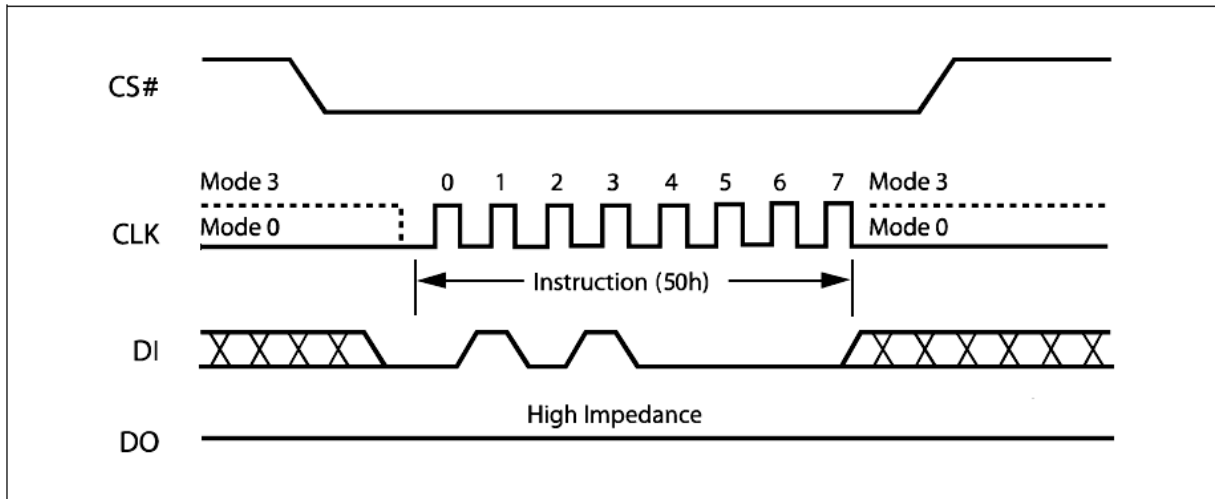 CS#
Mode 3 0 1 2 3 4 5 6 7 Mode 3
CLK Mode 0 Mode 0
Instruction (50h)
DI
High Impedance
DO